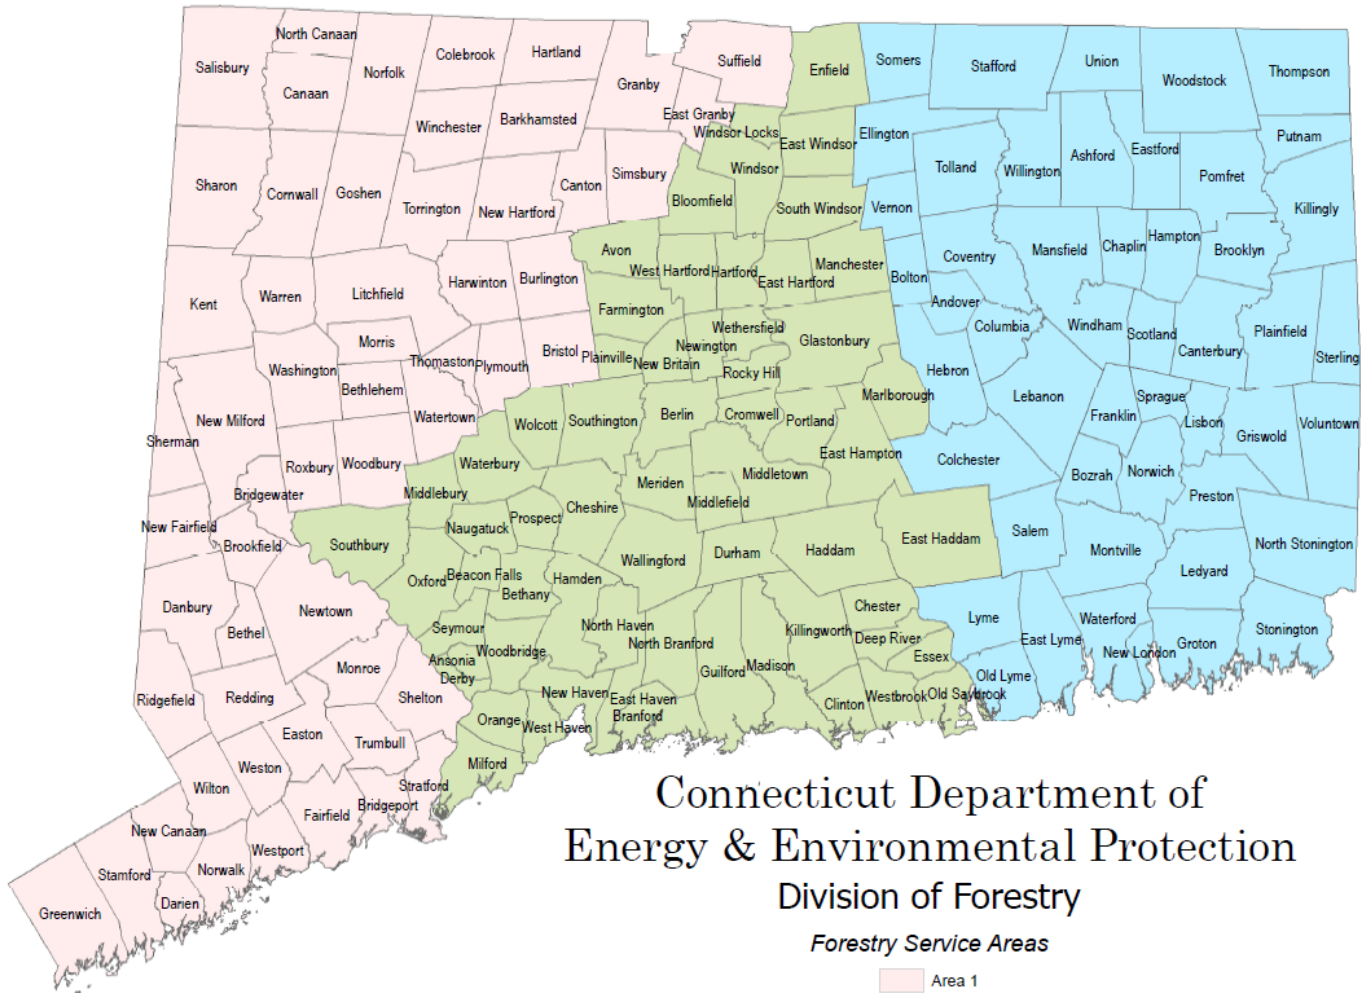 North Canaan
Salisbury
Canaan
Norfolk
Colebrook
Hartland
Granby
Suffield
Enfield
Somers
Stafford
Union
Woodstock
Thompson
Winchester
Barkhamsted
East Granby
Windsor Locks
East Windsor
Ellington
Tolland
Willington
Ashford
Eastford
Putnam
Pomfret
Sharon
Cornwall
Goshen
Torrington
New Hartford
Canton
Simsbury
Windsor
Bloomfield
South Windsor
Vernon
Killingly
Mansfield
Chaplin
Hampton
Brooklyn
Coventry
Kent
Warren
Litchfield
Harwinton
Burlington
Avon
West Hartford
Hartford
East Hartford
Manchester
Bolton
Andover
Farmington
Columbia
Windham
Scotland
Canterbury
Plainfield
Sterling
Morris
Washington
Bethlehem
Thomaston
Plymouth
Bristol
Plainville
New Britain
Newington
Wethersfield
Rocky Hill
Glastonbury
Hebron
Marlborough
Lebanon
Franklin
Sprague
Lisbon
Griswold
Voluntown
New Milford
Sherman
Watertown
Wolcott
Southington
Berlin
Cromwell
Portland
East Hampton
Colchester
Bozrah
Norwich
Preston
Roxbury
Woodbury
Waterbury
Middlebury
Meriden
Middletown
Middlefield
Bridgewater
New Fairfield
Brookfield
Southbury
Naugatuck
Prospect
Cheshire
Wallingford
Durham
Haddam
East Haddam
Salem
Montville
North Stonington
Ledyard
Oxford
Beacon Falls
Bethany
Hamden
Danbury
Bethel
Newtown
Seymour
Woodbridge
North Haven
North Branford
Killingworth
Chester
Deep River
Essex
Lyme
East Lyme
Waterford
New London
Groton
Stonington
Ansonia
Derby
Guilford
Madison
Monroe
Shelton
Ridgefield
Redding
Orange
New Haven
West Haven
East Haven
Branford
Clinton
Westbrook
Old Saybrook
Old Lyme
Easton
Trumbull
Weston
Wilton
Milford
Stratford
Bridgeport
Fairfield
New Canaan
Norwalk
Westport
Stamford
Darien
Greenwich
Connecticut Department of
Energy & Environmental Protection
Division of Forestry
Forestry Service Areas
Area 1